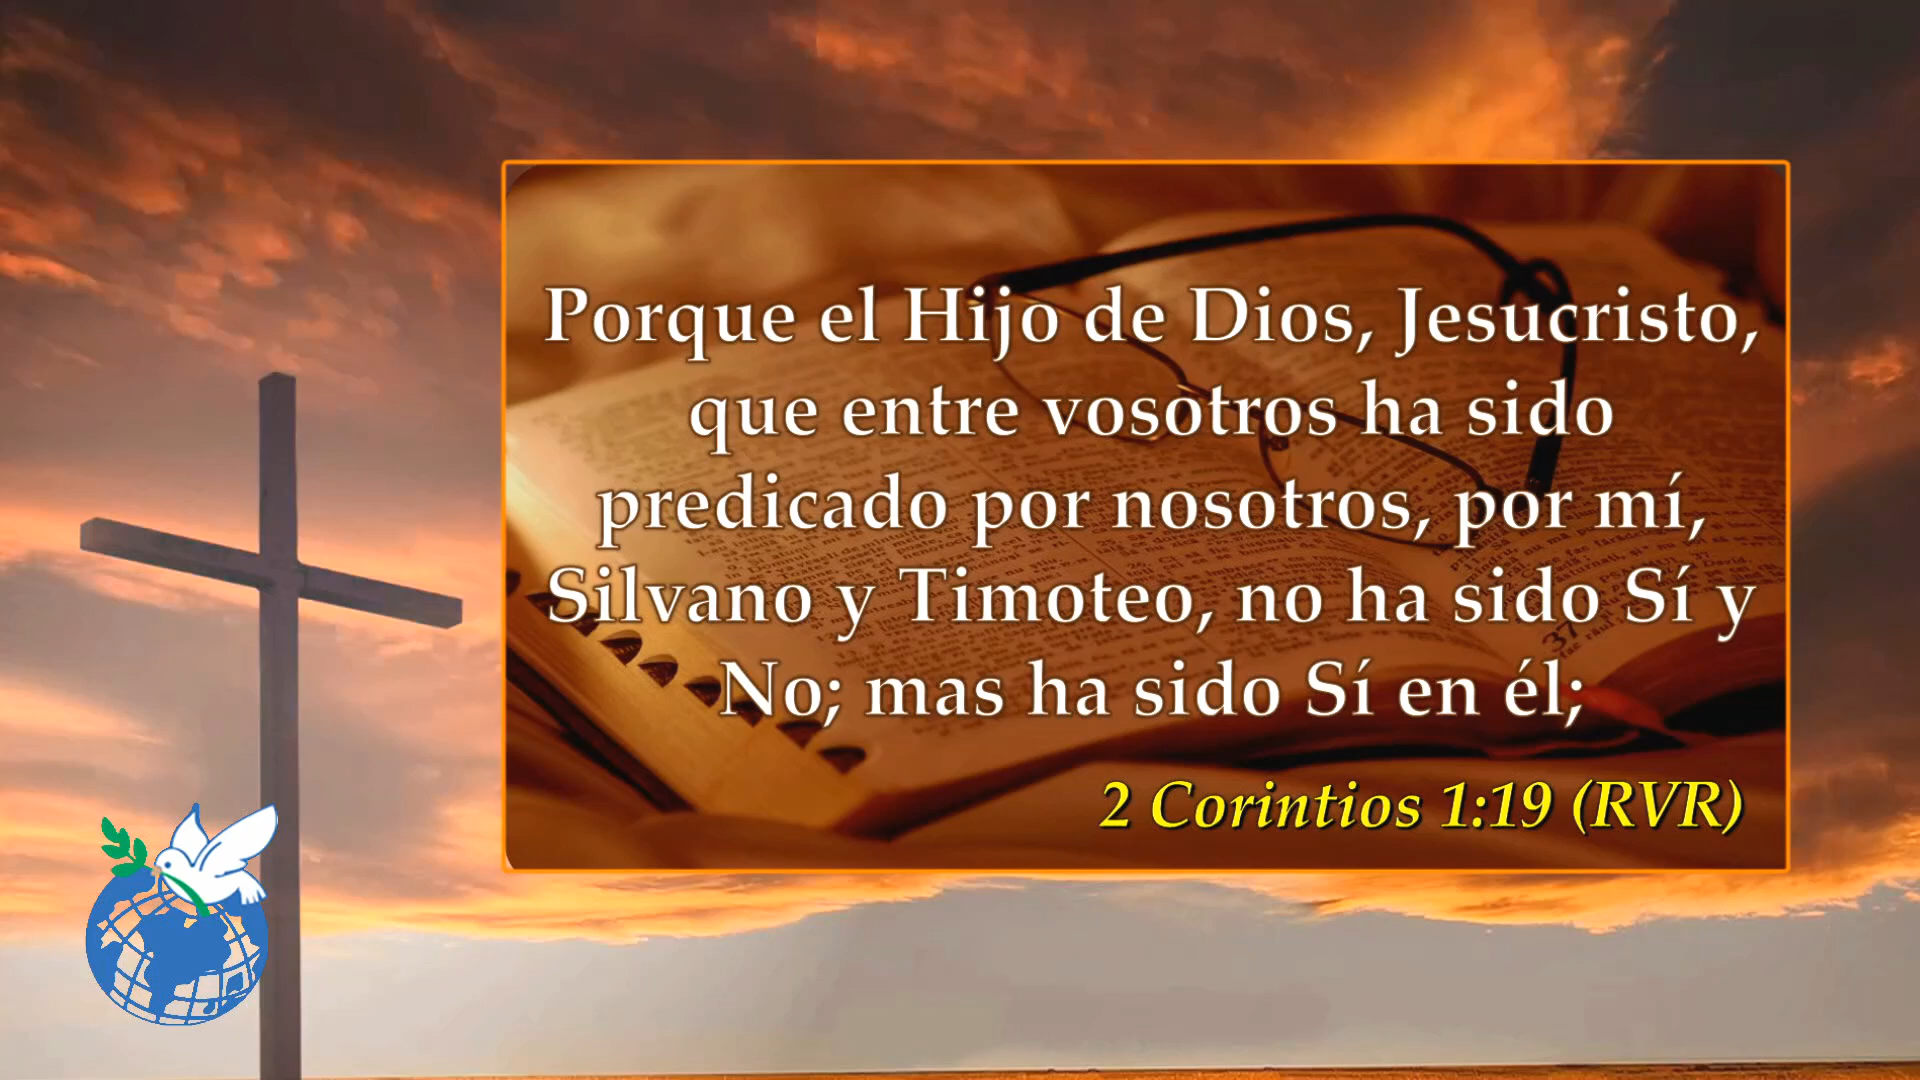 Porque el Hijo de Dios, Jesucristo,
que entre vosotros ha sido
predicado por nosotros, por mí,
Silvano y Timoteo, no ha sido Sí y
No; mas ha sido Sí en él;
2 Corintios 1:19 (RVR)